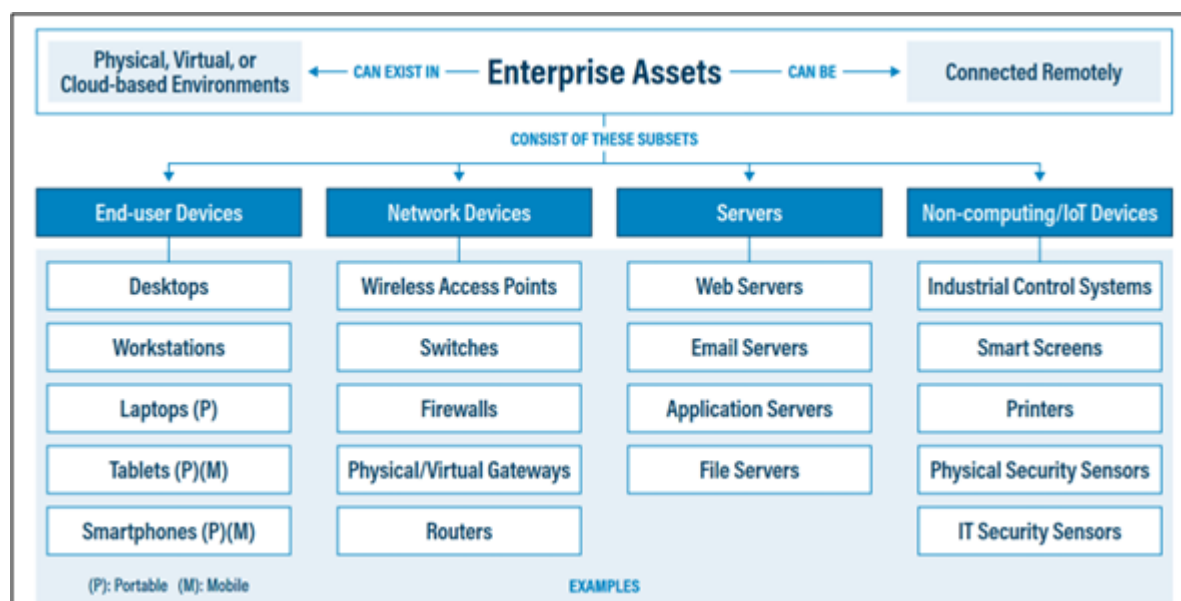 Physical, Virtual, or
Cloud-based Environments
CAN EXIST IN
Enterprise Assets
CAN BE
Connected Remotely
CONSIST OF THESE SUBSETS
End-user Devices
Network Devices
Servers
Non-computing/IoT Devices
Desktops
Wireless Access Points
Web Servers
Industrial Control Systems
Workstations
Switches
Email Servers
Smart Screens
Laptops (P)
Firewalls
Application Servers
Printers
Tablets (P)(M)
Physical/Virtual Gateways
File Servers
Physical Security Sensors
Smartphones (P)(M)
Routers
IT Security Sensors
(P): Portable (M): Mobile
EXAMPLES